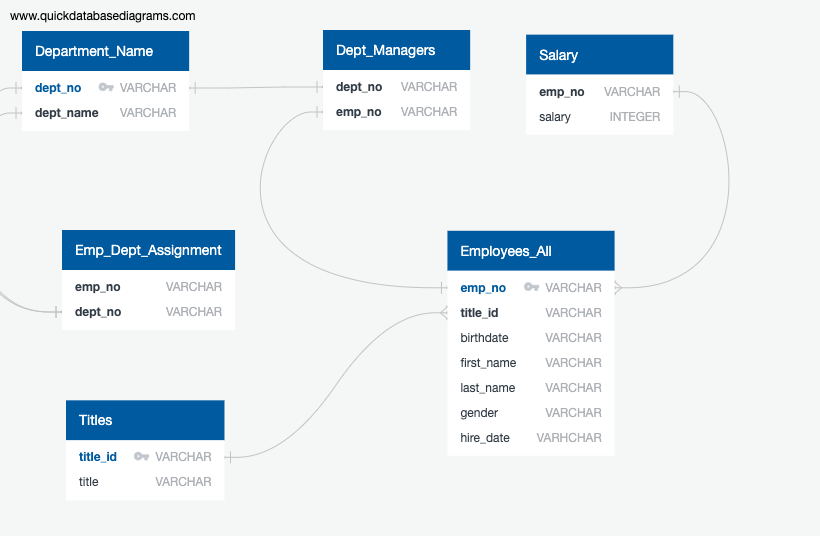 www.quickdatabasediagrams.com
Department_Name
dept_no VARCHAR
dept_name VARCHAR
Dept_Managers
dept_no VARCHAR
emp_no VARCHAR
Salary
emp_no VARCHAR
salary INTEGER
Emp_Dept_Assignment
emp_no VARCHAR
dept_no VARCHAR
Employees_All
emp_no VARCHAR
title_id VARCHAR
birthdate VARCHAR
first_name VARCHAR
last_name VARCHAR
gender VARCHAR
hire_date VARHCHAR
Titles
title_id VARCHAR
title VARCHAR